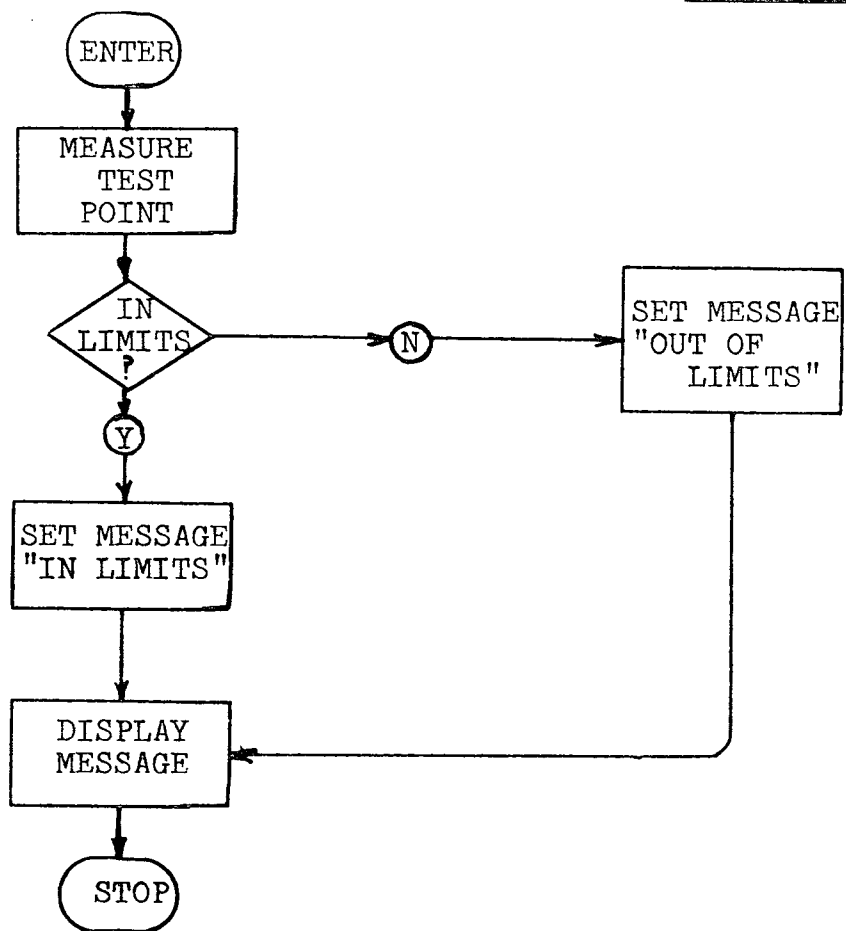 ENTER
MEASURE
TEST
POINT
IN
LIMITS
?
N
SET MESSAGE
"OUT OF
LIMITS"
Y
SET MESSAGE
"IN LIMITS"
DISPLAY
MESSAGE
STOP